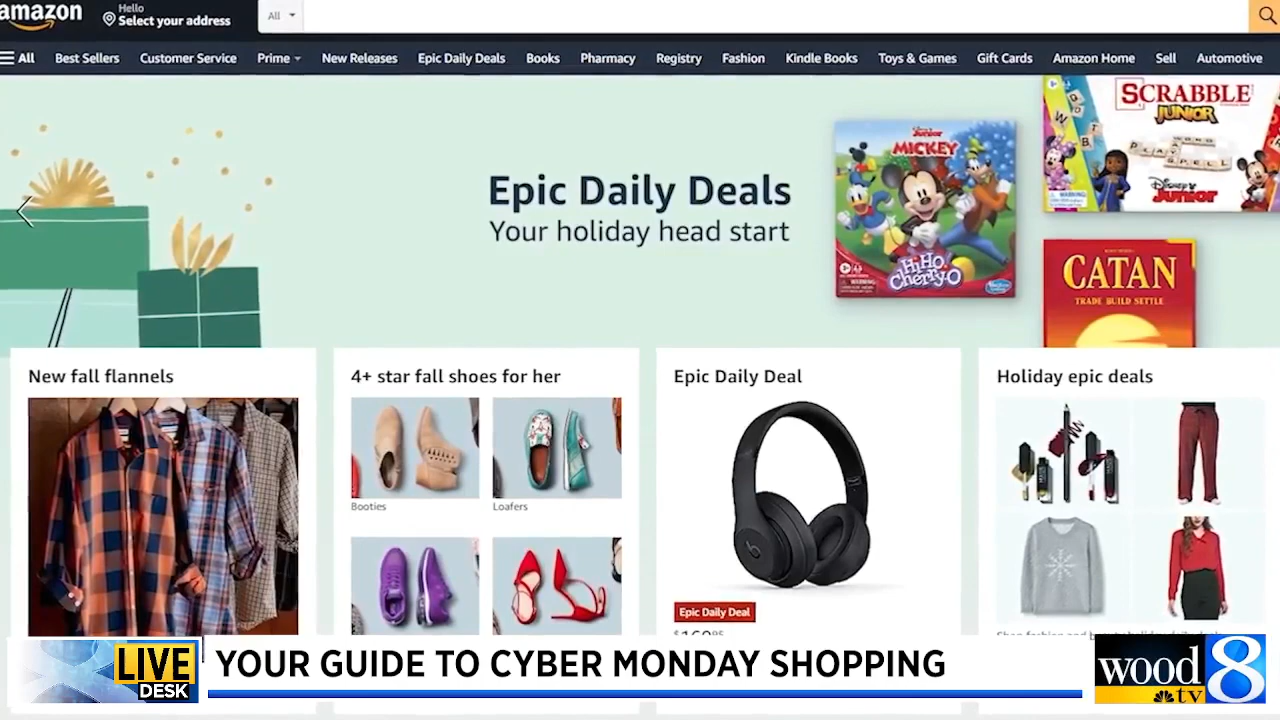 amazon
Hello
Select your address
All
All
Best Sellers
Customer Service
Prime
New Releases
Epic Daily Deals
Books
Pharmacy
Registry
Fashion
Kindle Books
Toys & Games
Gift Cards
Amazon Home
Sell
Automotive
Epic Daily Deals
Your holiday head start
Disney Junior
MICKEY
HiHo
Cherry-O
SCRABBLE
JUNIOR
Disney
JUNIOR
CATAN
TRADE BUILD SETTLE
New fall flannels
4+ star fall shoes for her
Booties
Loafers
Epic Daily Deal
Epic Daily Deal
Holiday epic deals
LIVE
DESK
YOUR GUIDE TO CYBER MONDAY SHOPPING
wood
tv
8